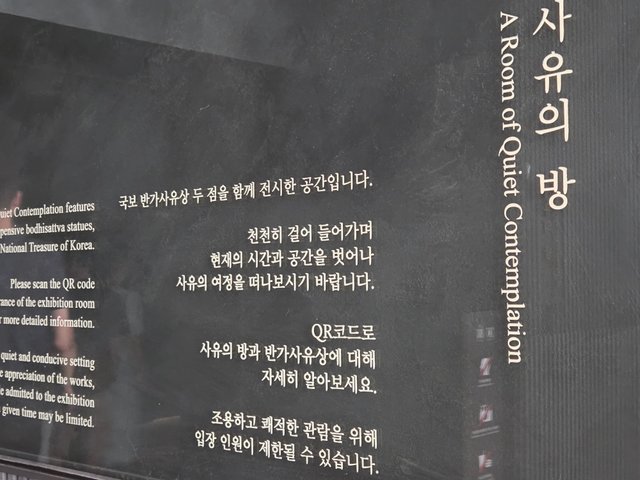 사유의 방
A Room of Quiet Contemplation
국보 반가사유상 두 점을 함께 전시한 공간입니다.
천천히 걸어 들어가며
현재의 시간과 공간을 벗어나
사유의 여정을 떠나보시기 바랍니다.
QR코드로
사유의 방과 반가사유상에 대해
자세히 알아보세요.
조용하고 쾌적한 관람을 위해
입장 인원이 제한될 수 있습니다.
Contemplation features
bodhisattva statues,
National Treasure of Korea.
Please scan the QR code
of the exhibition room
more detailed information.
quiet and conducive setting
appreciation of the works,
admitted to the exhibition
given time may be limited.